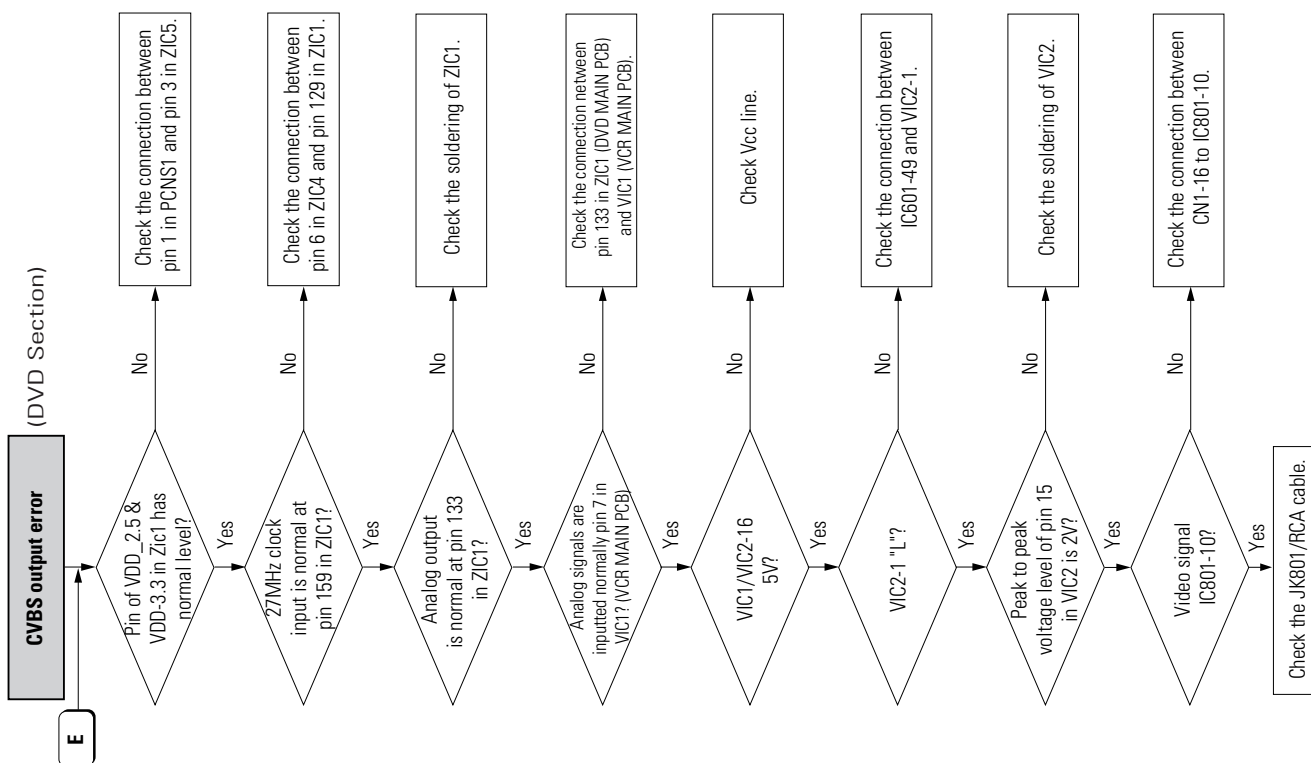 (DVD Section)
CVBS output error
E
Pin of VDD_2.5 &
VDD-3.3 in Zic1 has
normal level?
No
Check the connection between
pin 1 in PCNS1 and pin 3 in ZIC5.
Yes
27MHz clock
input is normal at
pin 159 in ZIC1?
No
Check the connection between
pin 6 in ZIC4 and pin 129 in ZIC1.
Yes
Analog output
is normal at pin 133
in ZIC1?
No
Check the soldering of ZIC1.
Yes
Analog signals are
inputted normally pin 7 in
VIC1? (VCR MAIN PCB)
No
Check the connection netween
pin 133 in ZIC1 (DVD MAIN PCB)
and VIC1 (VCR MAIN PCB).
Yes
VIC1/VIC2-16
5V?
No
Check Vcc line.
Yes
VIC2-1 "L"?
No
Check the connection between
IC601-49 and VIC2-1.
Yes
Peak to peak
voltage level of pin 15
in VIC2 is 2V?
No
Check the soldering of VIC2.
Yes
Video signal
IC801-10?
No
Check the connection between
CN1-16 to IC801-10.
Yes
Check the JK801/RCA cable.